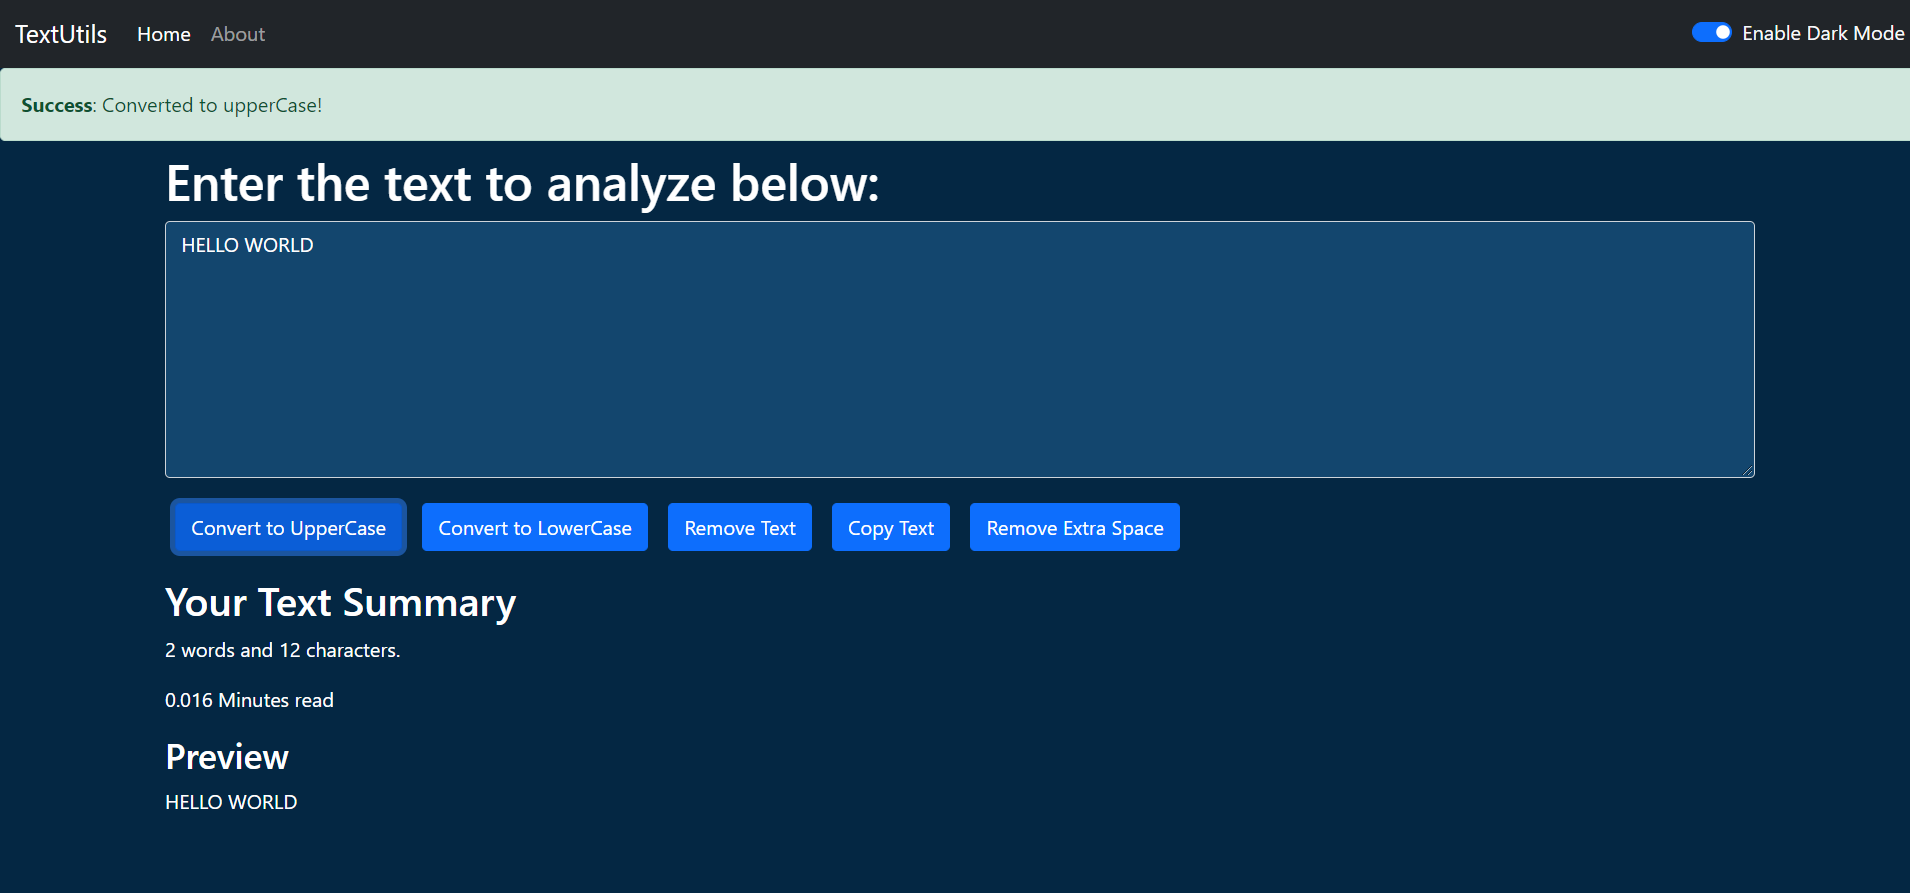 TextUtils Home About Enable Dark Mode
Success: Converted to upperCase!
Enter the text to analyze below:
HELLO WORLD
Convert to UpperCase Convert to LowerCase Remove Text Copy Text Remove Extra Space
Your Text Summary
2 words and 12 characters.
0.016 Minutes read
Preview
HELLO WORLD